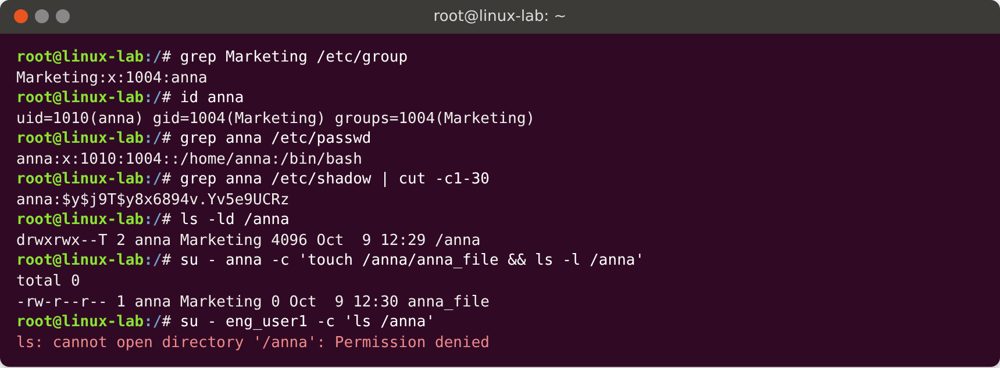 root@linux-lab: ~
root@linux-lab:/# grep Marketing /etc/group
Marketing:x:1004:anna
root@linux-lab:/# id anna
uid=1010(anna) gid=1004(Marketing) groups=1004(Marketing)
root@linux-lab:/# grep anna /etc/passwd
anna:x:1010:1004::/home/anna:/bin/bash
root@linux-lab:/# grep anna /etc/shadow | cut -c1-30
anna:$y$j9T$y8x6894v.Yv5e9UCRz
root@linux-lab:/# ls -ld /anna
drwxrwx--T 2 anna Marketing 4096 Oct  9 12:29 /anna
root@linux-lab:/# su - anna -c 'touch /anna/anna_file && ls -l /anna'
total 0
-rw-r--r-- 1 anna Marketing 0 Oct  9 12:30 anna_file
root@linux-lab:/# su - eng_user1 -c 'ls /anna'
ls: cannot open directory '/anna': Permission denied